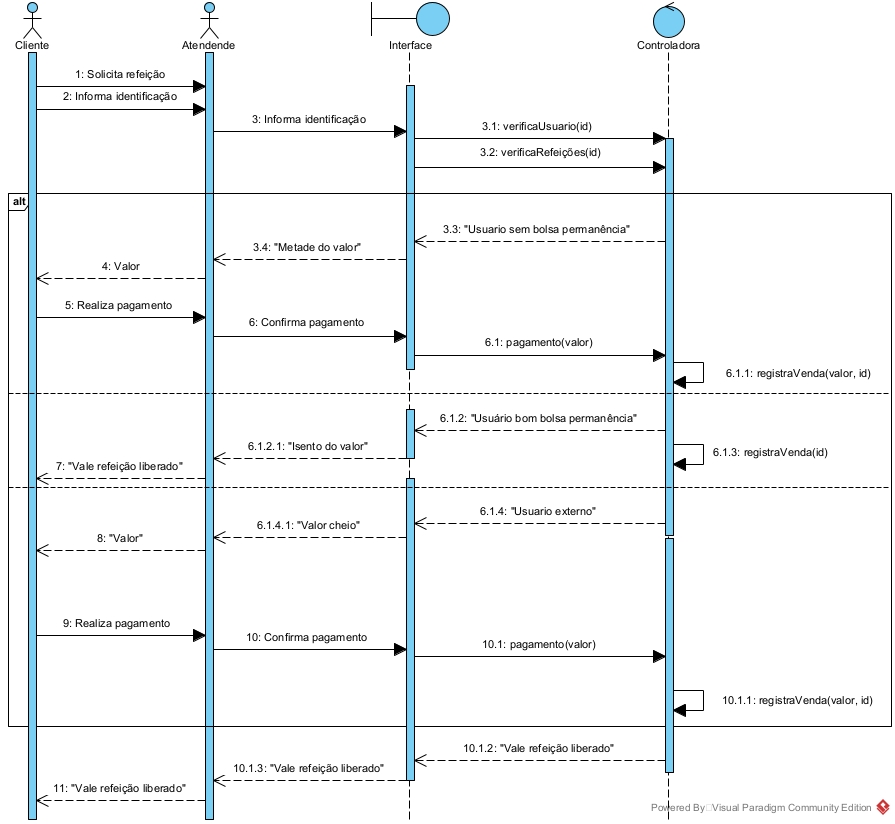 Cliente
Atendende
Interface
Controladora
1: Solicita refeição
2: Informa identificação
3: Informa identificação
3.1: verificaUsuario(id)
3.2: verificaRefeições(id)
alt
3.3: "Usuario sem bolsa permanência"
3.4: "Metade do valor"
4: Valor
5: Realiza pagamento
6: Confirma pagamento
6.1: pagamento(valor)
6.1.1: registraVenda(valor, id)
6.1.2: "Usuário bom bolsa permanência"
6.1.2.1: "Isento do valor"
6.1.3: registraVenda(id)
7: "Vale refeição liberado"
6.1.4: "Usuario externo"
6.1.4.1: "Valor cheio"
8: "Valor"
9: Realiza pagamento
10: Confirma pagamento
10.1: pagamento(valor)
10.1.1: registraVenda(valor, id)
10.1.2: "Vale refeição liberado"
10.1.3: "Vale refeição liberado"
11: "Vale refeição liberado"
Powered By Visual Paradigm Community Edition